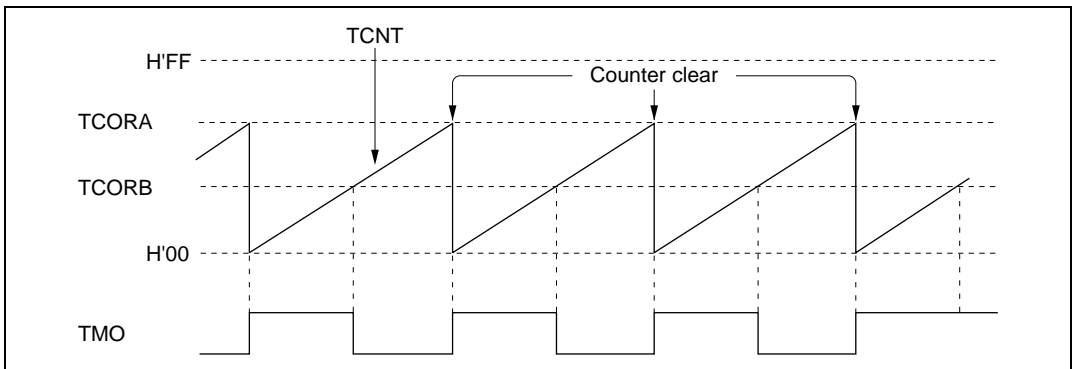 TCNT
H'FF
Counter clear
TCORA
TCORB
H'00
TMO